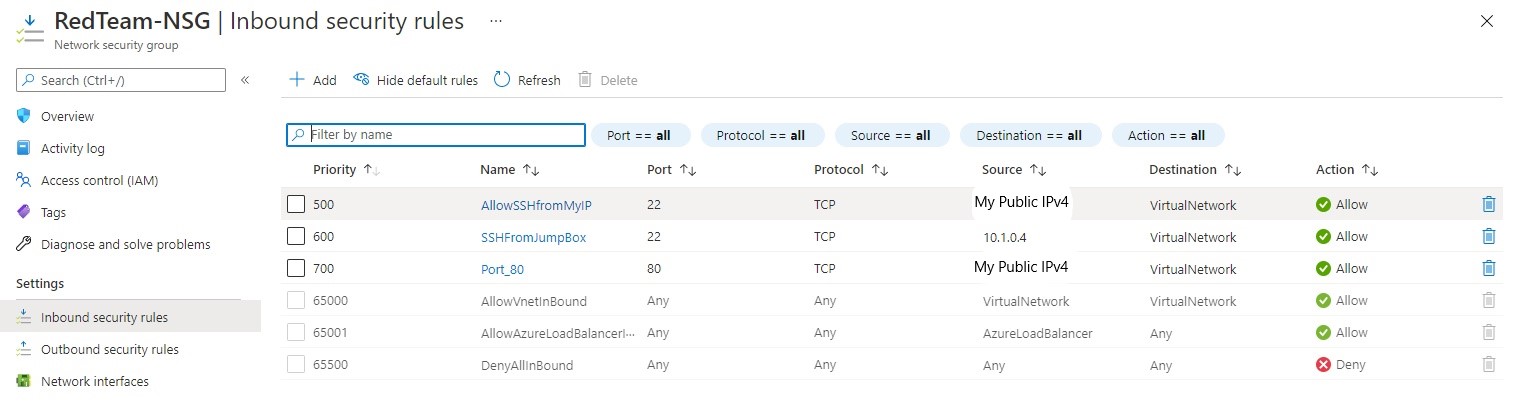 RedTeam-NSG | Inbound security rules ...
Network security group
Search (Ctrl+/) «
Overview
Activity log
Access control (IAM)
Tags
Diagnose and solve problems
Settings
Inbound security rules
Outbound security rules
Network interfaces
Add Hide default rules Refresh Delete
Filter by name Port == all Protocol == all Source == all Destination == all Action == all
Priority Name Port Protocol Source Destination Action
500 AllowSSHfromMyIP 22 TCP My Public IPv4 VirtualNetwork Allow
600 SSHFromJumpBox 22 TCP 10.1.0.4 VirtualNetwork Allow
700 Port_80 80 TCP My Public IPv4 VirtualNetwork Allow
65000 AllowVnetInBound Any Any VirtualNetwork VirtualNetwork Allow
65001 AllowAzureLoadBalancerI... Any Any AzureLoadBalancer Any Allow
65500 DenyAllInBound Any Any Any Any Deny